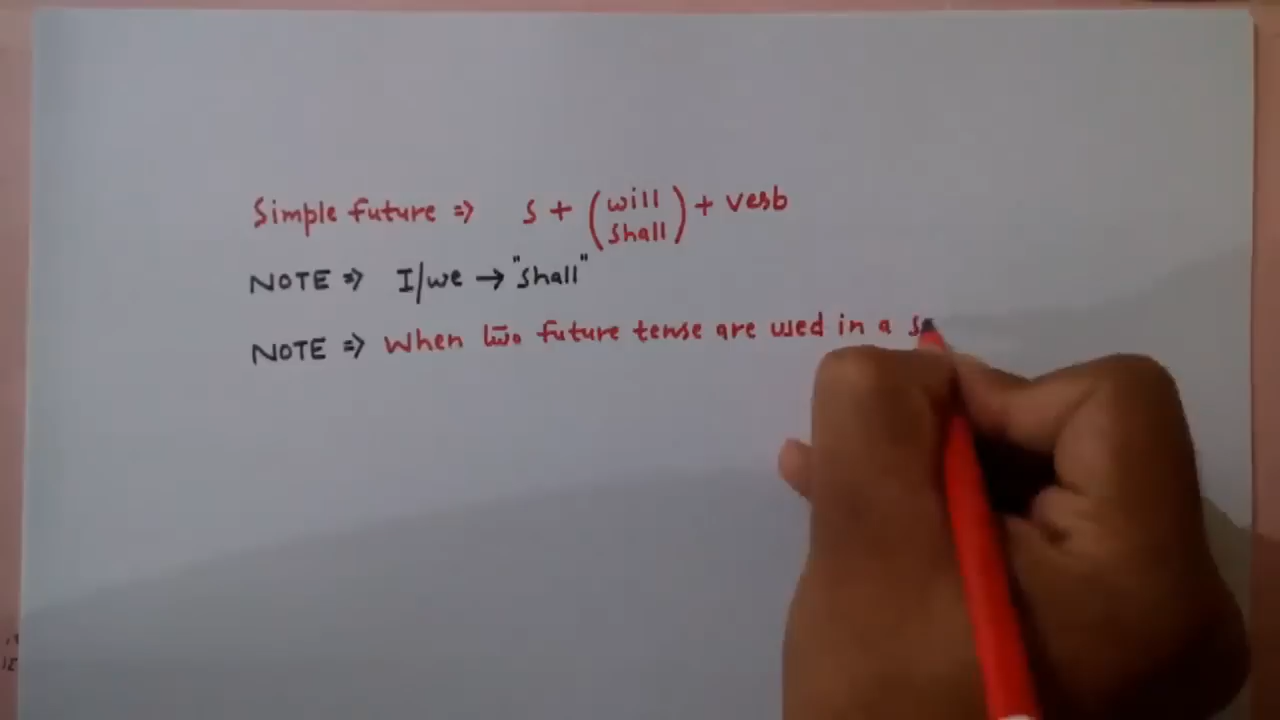 Simple future => S + (will + verb
shall)
NOTE => I/we → "shall"
NOTE => When two future tense are used in a s